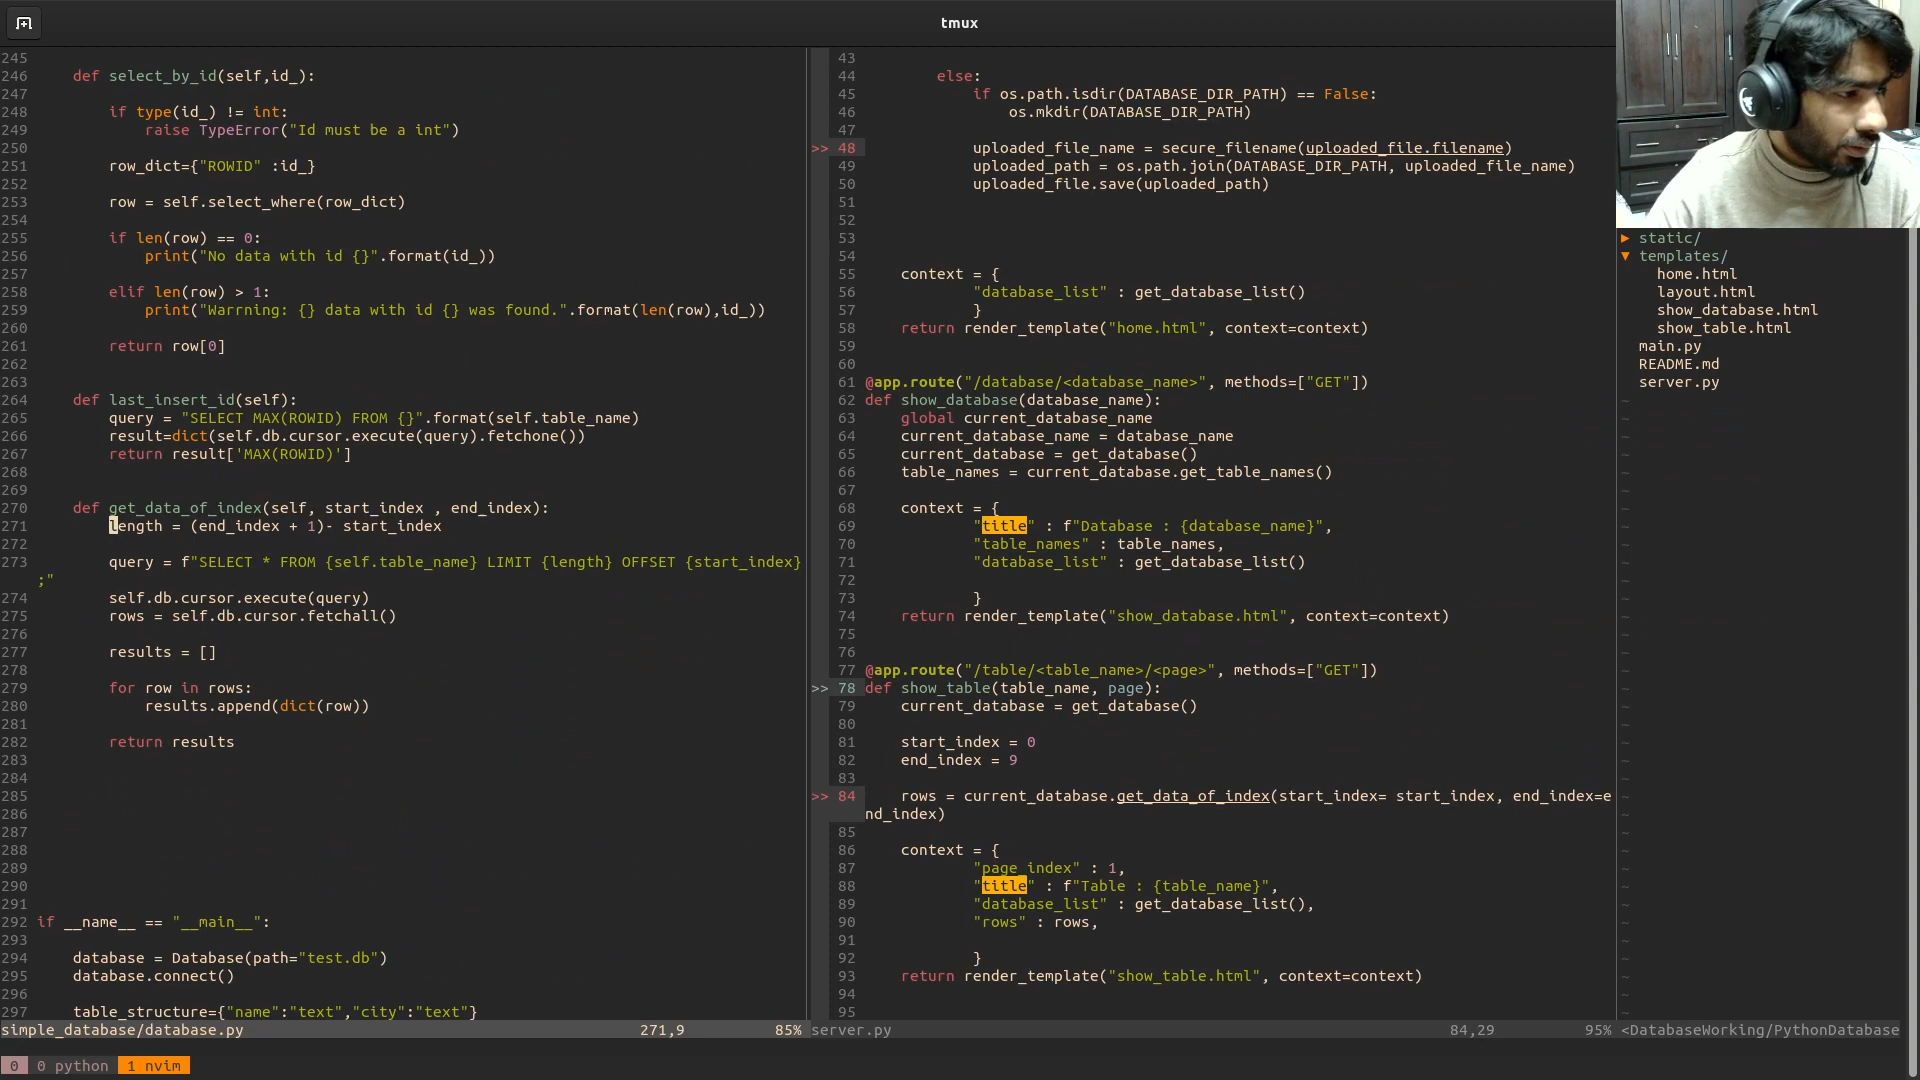 tmux
245
246     def select_by_id(self,id_):
247
248         if type(id_) != int:
249             raise TypeError("Id must be a int")
250
251         row_dict={"ROWID" :id_}
252
253         row = self.select_where(row_dict)
254
255         if len(row) == 0:
256             print("No data with id {}".format(id_))
257
258         elif len(row) > 1:
259             print("Warrning: {} data with id {} was found.".format(len(row),id_))
260
261         return row[0]
262
263
264     def last_insert_id(self):
265         query = "SELECT MAX(ROWID) FROM {}".format(self.table_name)
266         result=dict(self.db.cursor.execute(query).fetchone())
267         return result['MAX(ROWID)']
268
269
270     def get_data_of_index(self, start_index , end_index):
271         length = (end_index + 1)- start_index
272
273         query = f"SELECT * FROM {self.table_name} LIMIT {length} OFFSET {start_index}
;"
274         self.db.cursor.execute(query)
275         rows = self.db.cursor.fetchall()
276
277         results = []
278
279         for row in rows:
280             results.append(dict(row))
281
282         return results
283
284
285
286
287
288
289
290
291
292 if __name__ == "__main__":
293
294     database = Database(path="test.db")
295     database.connect()
296
297     table_structure={"name":"text","city":"text"}
simple_database/database.py 271,9 85%
43
44         else:
45             if os.path.isdir(DATABASE_DIR_PATH) == False:
46                 os.mkdir(DATABASE_DIR_PATH)
47
>> 48             uploaded_file_name = secure_filename(uploaded_file.filename)
49             uploaded_path = os.path.join(DATABASE_DIR_PATH, uploaded_file_name)
50             uploaded_file.save(uploaded_path)
51
52
53
54
55     context = {
56             "database_list" : get_database_list()
57             }
58     return render_template("home.html", context=context)
59
60
61 @app.route("/database/<database_name>", methods=["GET"])
62 def show_database(database_name):
63     global current_database_name
64     current_database_name = database_name
65     current_database = get_database()
66     table_names = current_database.get_table_names()
67
68     context = {
69             "title" : f"Database : {database_name}",
70             "table_names" : table_names,
71             "database_list" : get_database_list()
72
73             }
74     return render_template("show_database.html", context=context)
75
76
77 @app.route("/table/<table_name>/<page>", methods=["GET"])
>> 78 def show_table(table_name, page):
79     current_database = get_database()
80
81     start_index = 0
82     end_index = 9
83
>> 84     rows = current_database.get_data_of_index(start_index= start_index, end_index=e
nd_index)
85
86     context = {
87             "page_index" : 1,
88             "title" : f"Table : {table_name}",
89             "database_list" : get_database_list(),
90             "rows" : rows,
91
92             }
93     return render_template("show_table.html", context=context)
94
95
server.py 84,29 95%
▶ static/
▼ templates/
home.html
layout.html
show_database.html
show_table.html
main.py
README.md
server.py
<DatabaseWorking/PythonDatabase
0 0 python 1 nvim